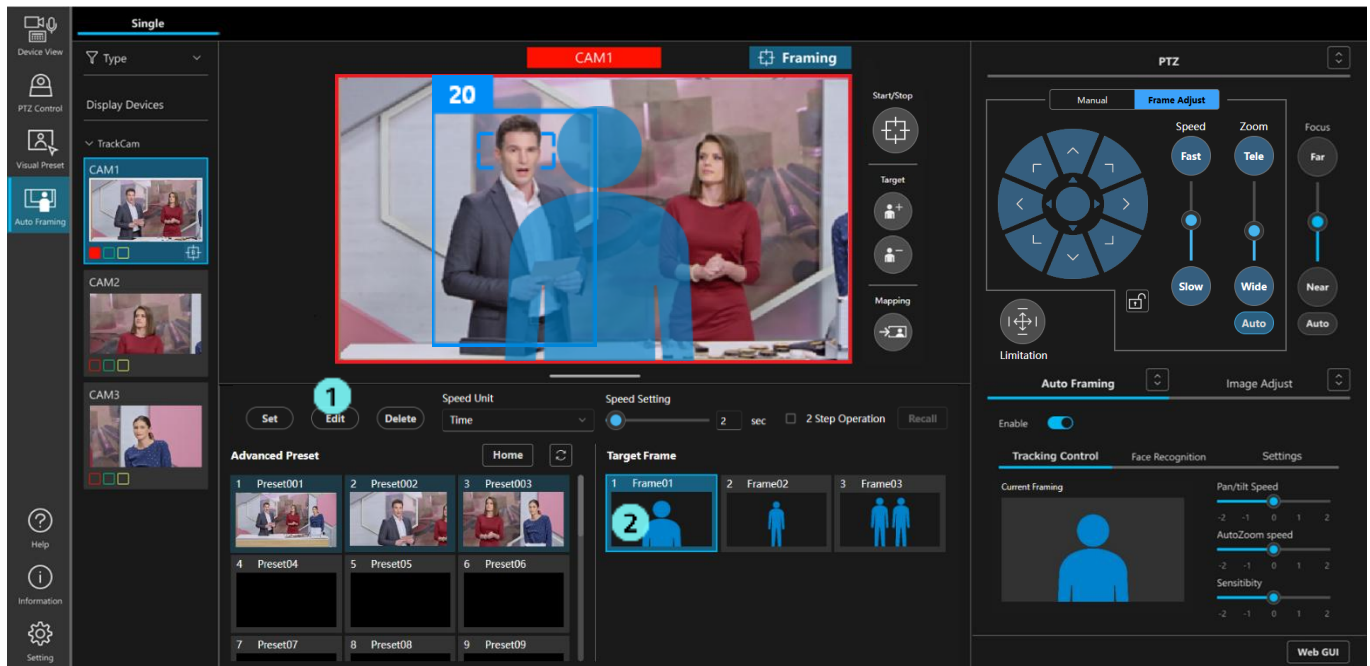 Single
Device View
PTZ Control
Visual Preset
Auto Framing
Help
Information
Setting
Type
Display Devices
TrackCam
CAM1
CAM2
CAM3
CAM1
Framing
20
Start/Stop
Target
Mapping
1
Set
Edit
Delete
Speed Unit
Time
Speed Setting
2 sec
2 Step Operation
Recall
Advanced Preset
Home
1 Preset001
2 Preset002
3 Preset003
4 Preset04
5 Preset05
6 Preset06
7 Preset07
8 Preset08
9 Preset09
Target Frame
1 Frame01
2 Frame02
3 Frame03
2
PTZ
Manual
Frame Adjust
Speed
Zoom
Focus
Fast
Tele
Far
Slow
Wide
Near
Auto
Auto
Limitation
Auto Framing
Image Adjust
Enable
Tracking Control
Face Recognition
Settings
Current Framing
Pan/tilt Speed
-2 -1 0 1 2
AutoZoom speed
-2 -1 0 1 2
Sensitibity
-2 -1 0 1 2
Web GUI